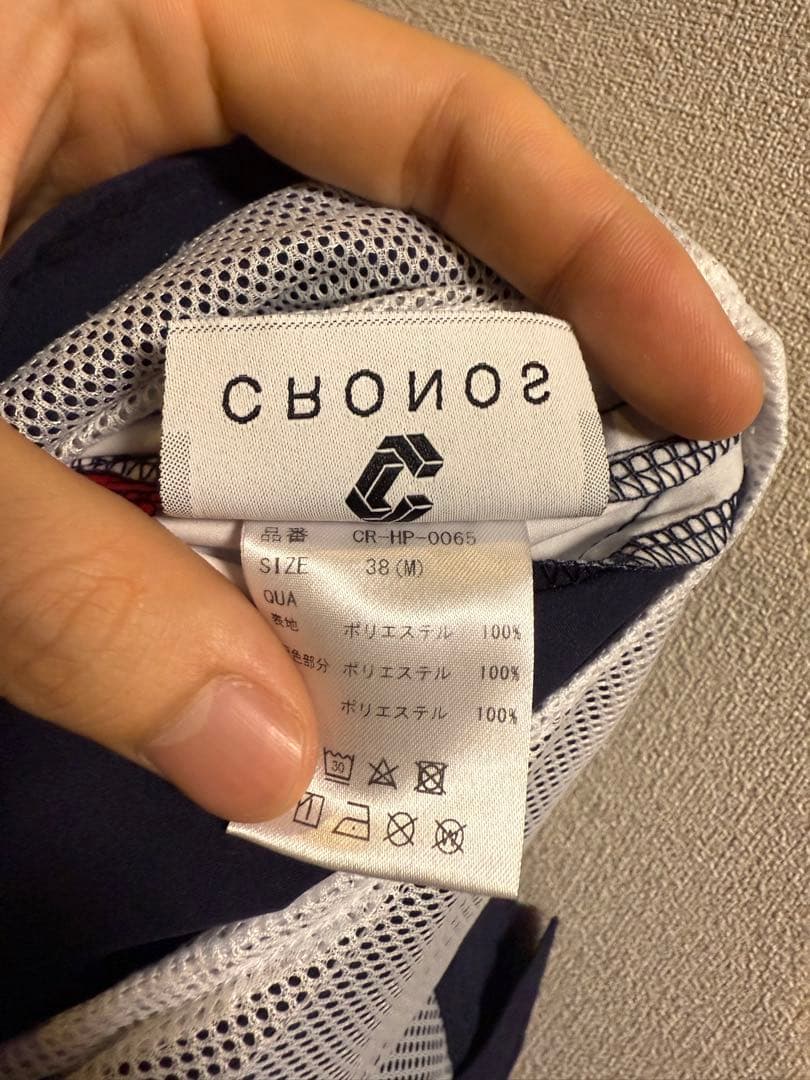 CRONOS
品番 CR-HP-0065
SIZE 38(M)
QUA
表地 ポリエステル 100%
色部分 ポリエステル 100%
ポリエステル 100%
30